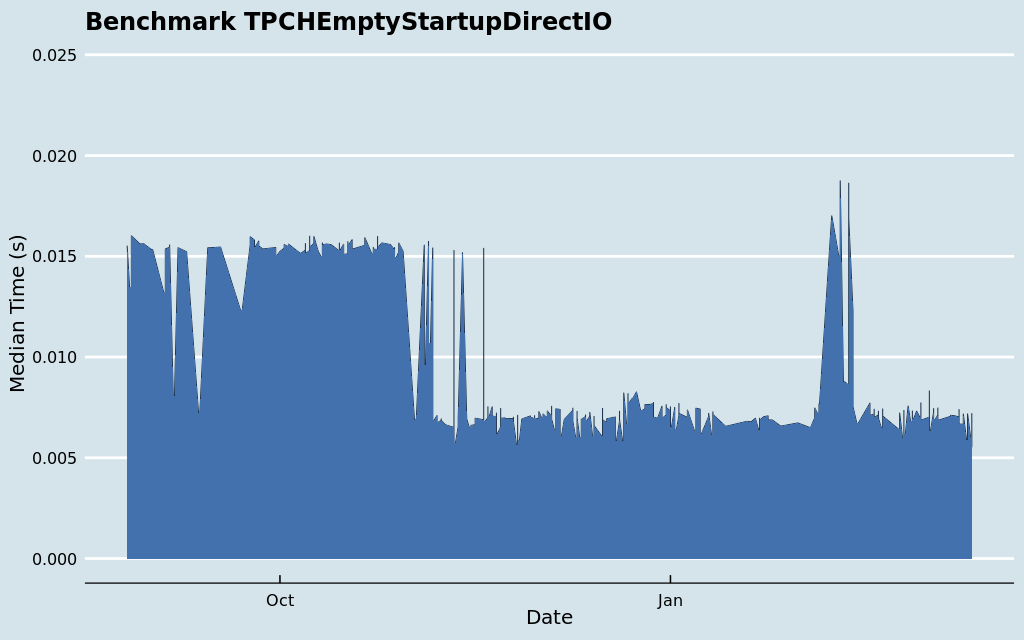 Benchmark TPCHEmptyStartupDirectIO
0.025
0.020
0.015
0.010
0.005
0.000
Median Time (s)
Oct
Jan
Date